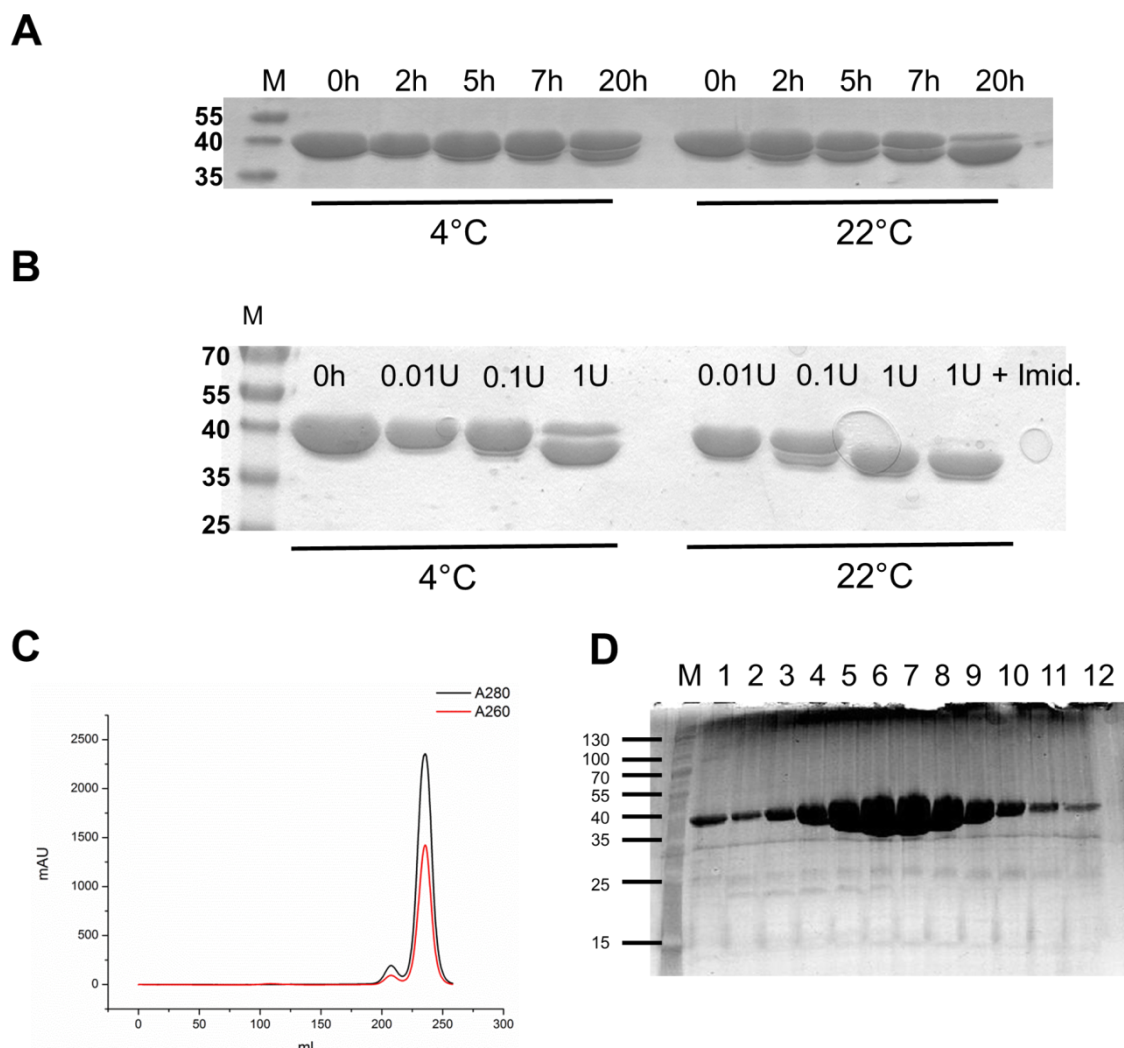 A
M 0h 2h 5h 7h 20h 0h 2h 5h 7h 20h
55
40
35
4°C 22°C
B
M
70
0h 0.01U 0.1U 1U 0.01U 0.1U 1U 1U + Imid.
55
40
35
25
4°C 22°C
C
A280
A260
2500
2000
1500
1000
500
0
mAU
0 50 100 150 200 250 300
ml
D
M 1 2 3 4 5 6 7 8 9 10 11 12
130
100
70
55
40
35
25
15